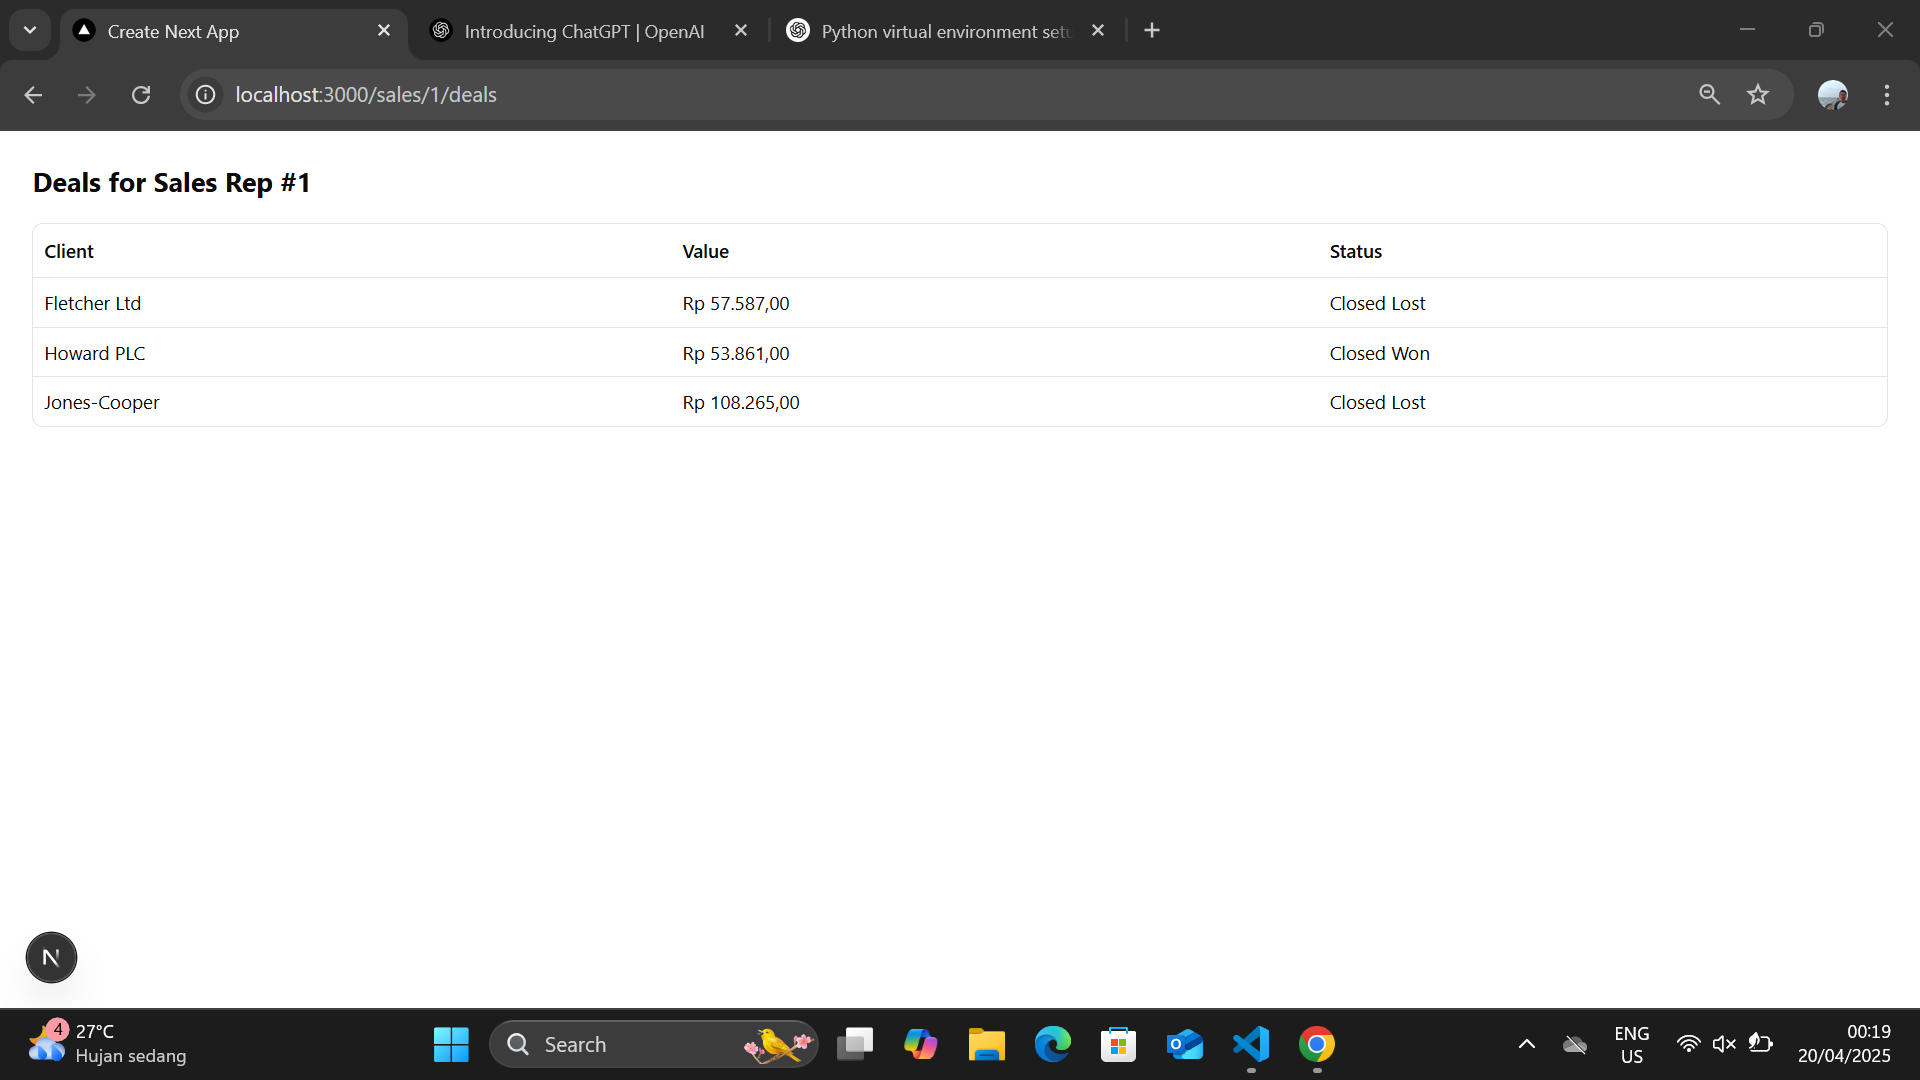 Create Next App
Introducing ChatGPT | OpenAI
Python virtual environment setu
localhost:3000/sales/1/deals
Deals for Sales Rep #1
Client Value Status
Fletcher Ltd Rp 57.587,00 Closed Lost
Howard PLC Rp 53.861,00 Closed Won
Jones-Cooper Rp 108.265,00 Closed Lost
N
4
27°C
Hujan sedang
Search
ENG
US
00:19
20/04/2025